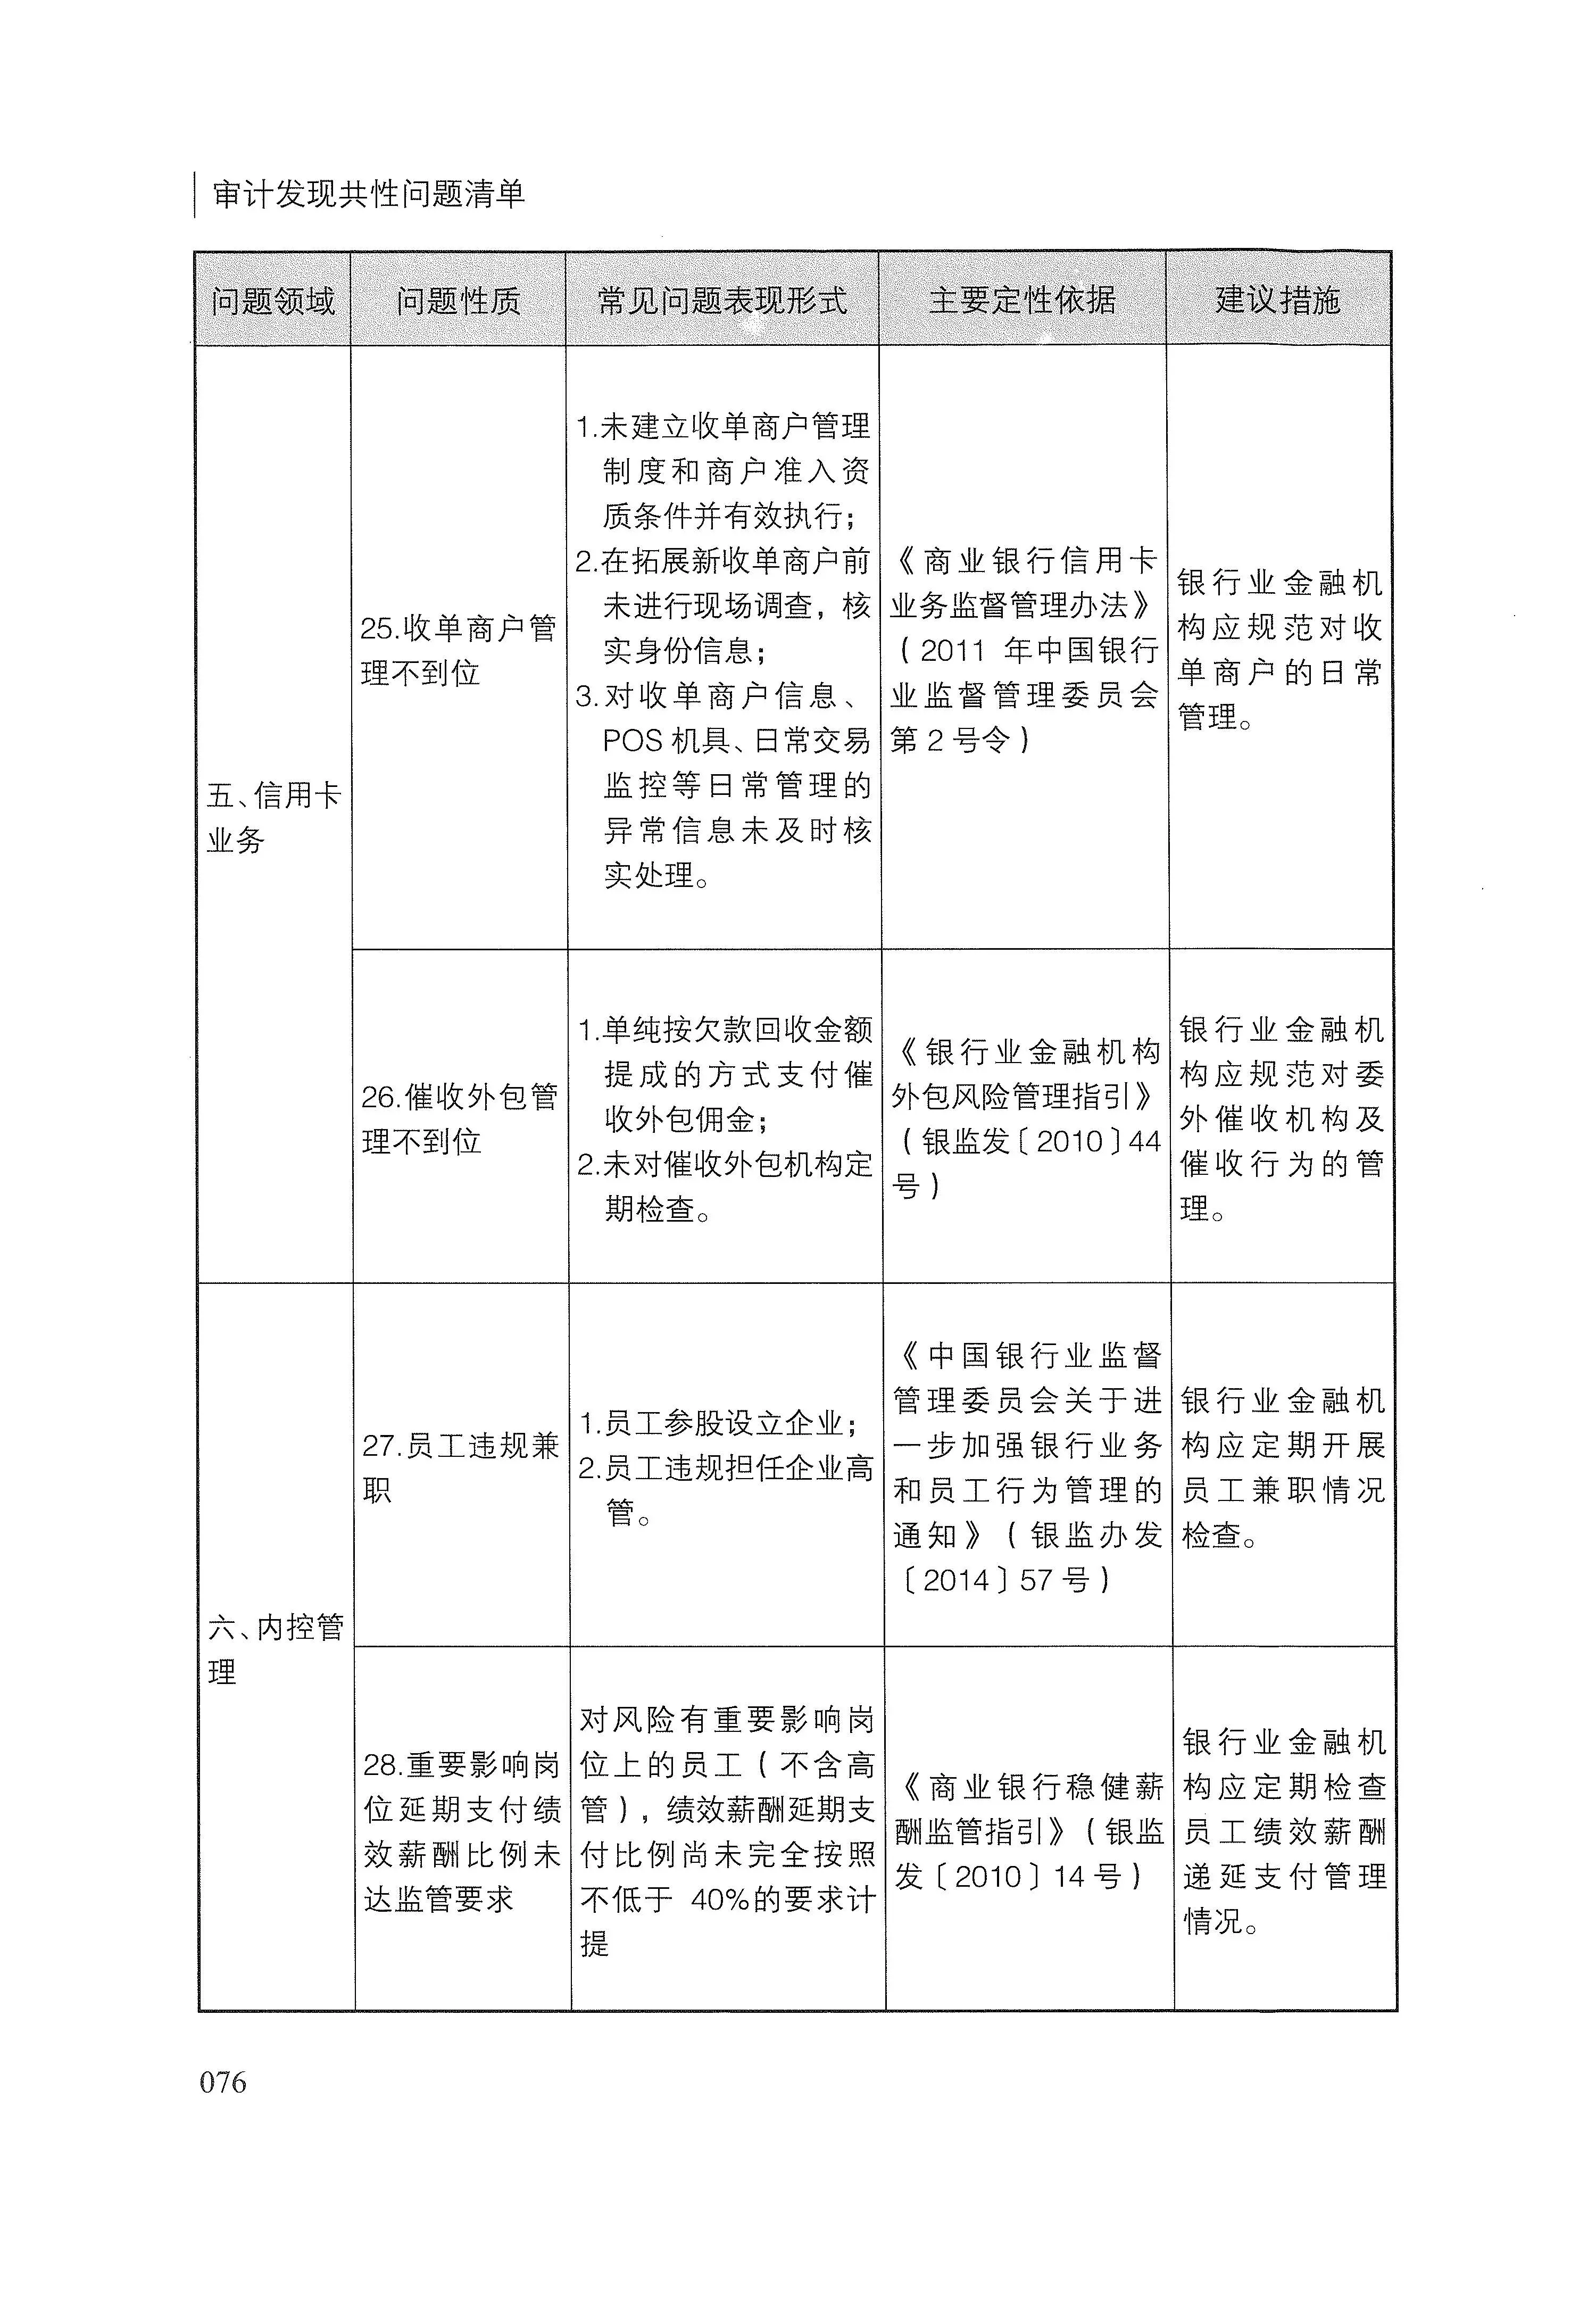 审计发现共性问题清单
问题领域
问题性质
常见问题表现形式
主要定性依据
建议措施
五、信用卡
业务
25.收单商户管
理不到位
1.未建立收单商户管理
制度和商户准入资
质条件并有效执行；
2.在拓展新收单商户前
未进行现场调查，核
实身份信息；
3.对收单商户信息、
POS机具、日常交易
监控等日常管理的
异常信息未及时核
实处理。
《商业银行信用卡
业务监督管理办法》
（2011 年中国银行
业监督管理委员会
第2号令）
银行业金融机
构应规范对收
单商户的日常
管理。
26.催收外包管
理不到位
1.单纯按欠款回收金额
提成的方式支付催
收外包佣金；
2.未对催收外包机构定
期检查。
《银行业金融机构
外包风险管理指引》
（银监发〔2010〕44
号）
银行业金融机
构应规范对委
外催收机构及
催收行为的管
理。
六、内控管
理
27.员工违规兼
职
1.员工参股设立企业；
2.员工违规担任企业高
管。
《中国银行业监督
管理委员会关于进
一步加强银行业务
和员工行为管理的
通知》（银监办发
〔2014〕57号）
银行业金融机
构应定期开展
员工兼职情况
检查。
28.重要影响岗
位延期支付绩
效薪酬比例未
达监管要求
对风险有重要影响岗
位上的员工（不含高
管），绩效薪酬延期支
付比例尚未完全按照
不低于 40%的要求计
提
《商业银行稳健薪
酬监管指引》（银监
发〔2010〕14号）
银行业金融机
构应定期检查
员工绩效薪酬
递延支付管理
情况。
076